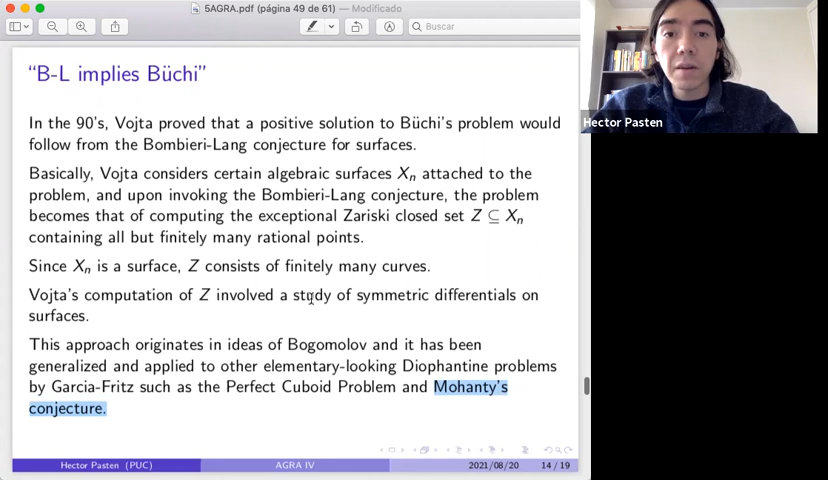 5AGRA.pdf (página 49 de 61) — Modificado
Buscar
“B-L implies Büchi”
In the 90's, Vojta proved that a positive solution to Büchi's problem would
follow from the Bombieri-Lang conjecture for surfaces.
Basically, Vojta considers certain algebraic surfaces Xn attached to the
problem, and upon invoking the Bombieri-Lang conjecture, the problem
becomes that of computing the exceptional Zariski closed set Z ⊆ Xn
containing all but finitely many rational points.
Since Xn is a surface, Z consists of finitely many curves.
Vojta's computation of Z involved a study of symmetric differentials on
surfaces.
This approach originates in ideas of Bogomolov and it has been
generalized and applied to other elementary-looking Diophantine problems
by Garcia-Fritz such as the Perfect Cuboid Problem and Mohanty's
conjecture.
Hector Pasten (PUC) AGRA IV 2021/08/20 14 / 19
Hector Pasten